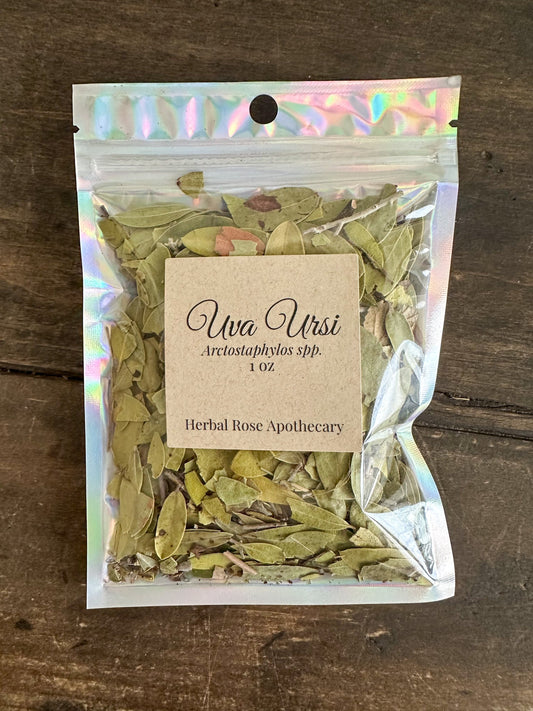 Uva Ursi
Arctostaphylos spp.
1 oz
Herbal Rose Apothecary